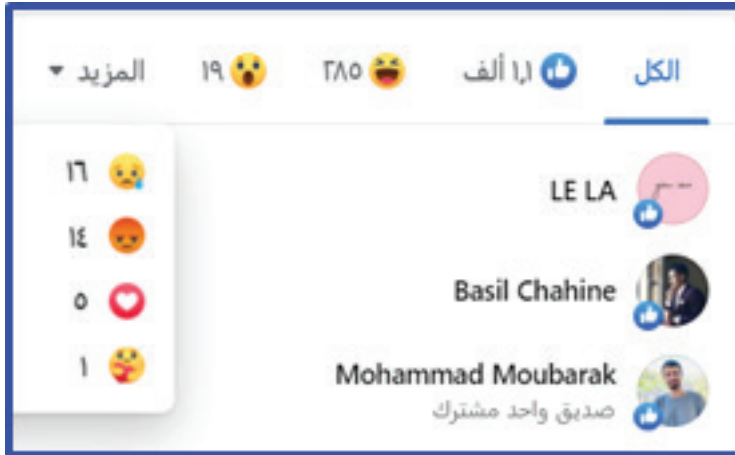 الكل ١٫١ ألف ٢٨٥ ١٩ المزيد
١٦
١٤
٥
١
LE LA
Basil Chahine
Mohammad Moubarak
صديق واحد مشترك